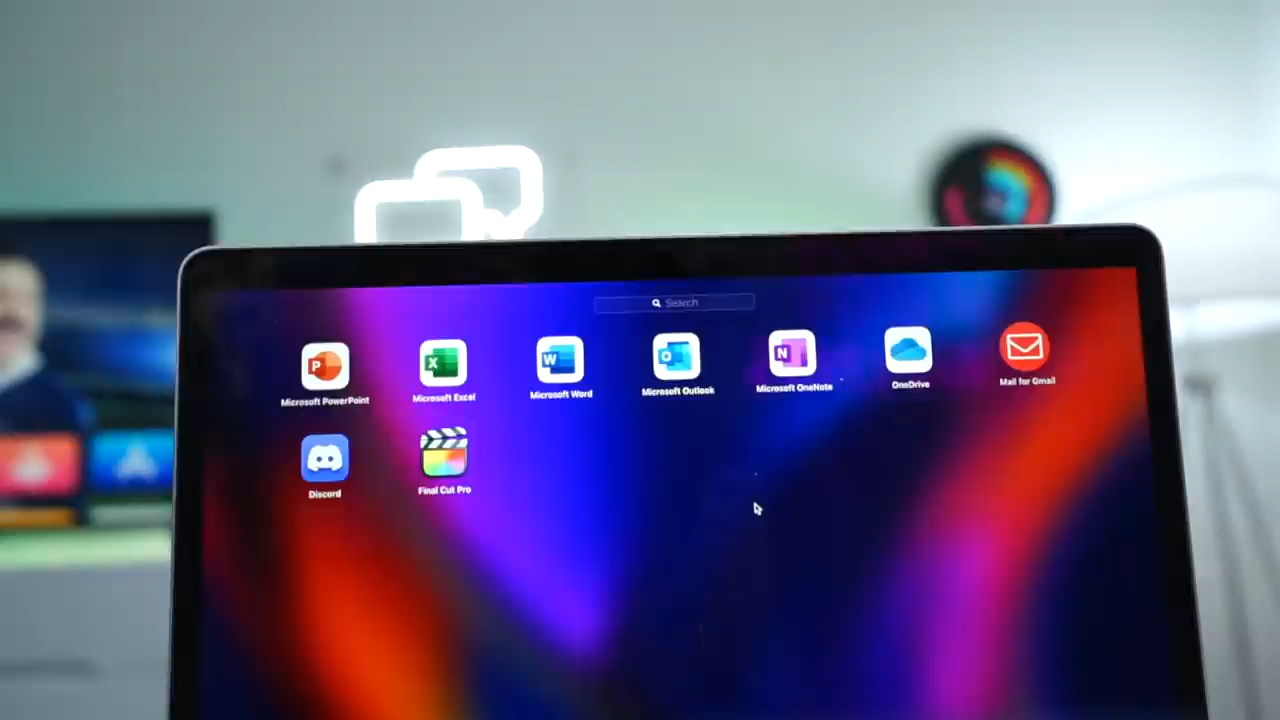 Search
Microsoft PowerPoint
Microsoft Excel
Microsoft Word
Microsoft Outlook
Microsoft OneNote
OneDrive
Mail for Gmail
Discord
Final Cut Pro